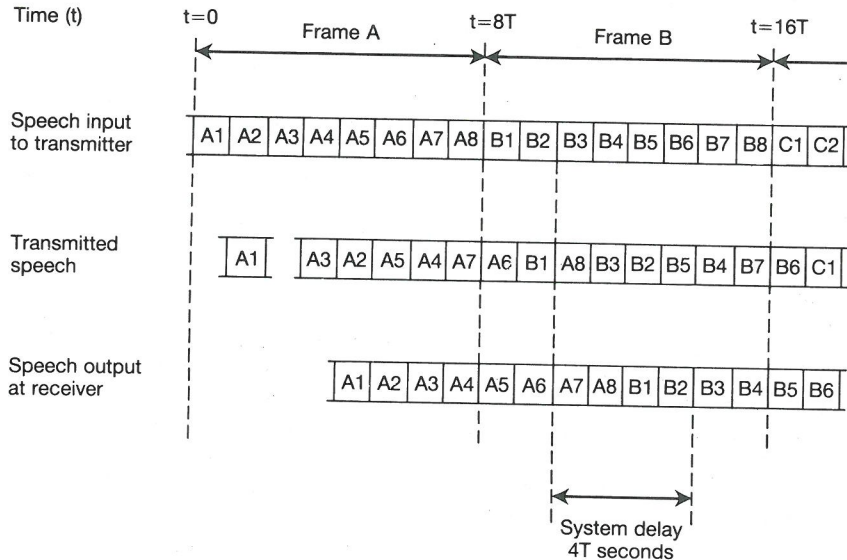 Time (t)
t=0
t=8T
t=16T
Frame A
Frame B
Speech input
to transmitter
A1 A2 A3 A4 A5 A6 A7 A8 B1 B2 B3 B4 B5 B6 B7 B8 C1 C2
Transmitted
speech
A1 A3 A2 A5 A4 A7 A6 B1 A8 B3 B2 B5 B4 B7 B6 C1
Speech output
at receiver
A1 A2 A3 A4 A5 A6 A7 A8 B1 B2 B3 B4 B5 B6
System delay
4T seconds